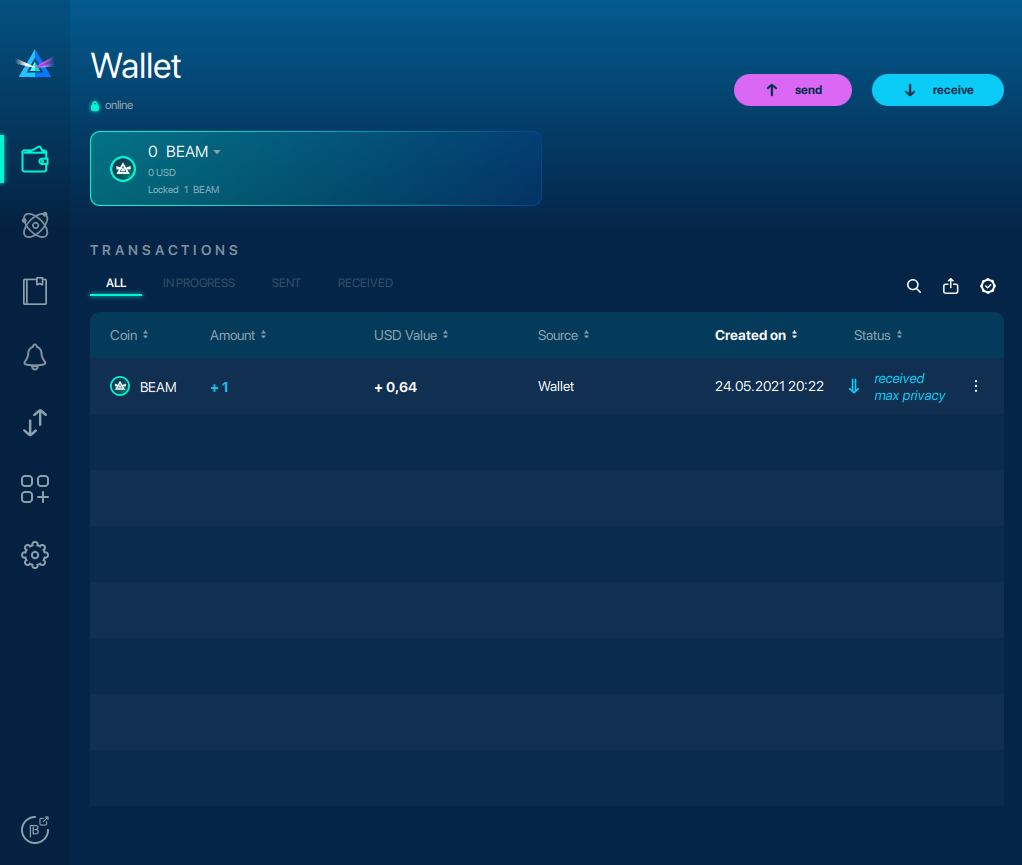 Wallet
online
send
receive
0 BEAM
0 USD
Locked 1 BEAM
TRANSACTIONS
ALL IN PROGRESS SENT RECEIVED
Coin Amount USD Value Source Created on Status
BEAM + 1 + 0,64 Wallet 24.05.2021 20:22 received
max privacy